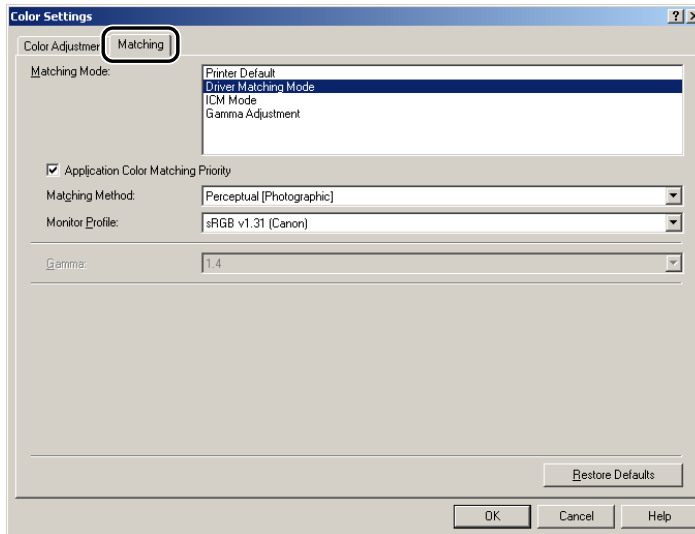 Color Settings
Color Adjustmen Matching
Matching Mode:
Printer Default
Driver Matching Mode
ICM Mode
Gamma Adjustment
Application Color Matching Priority
Matching Method: Perceptual [Photographic]
Monitor Profile: sRGB v1.31 (Canon)
Gamma: 1.4
Restore Defaults
OK Cancel Help